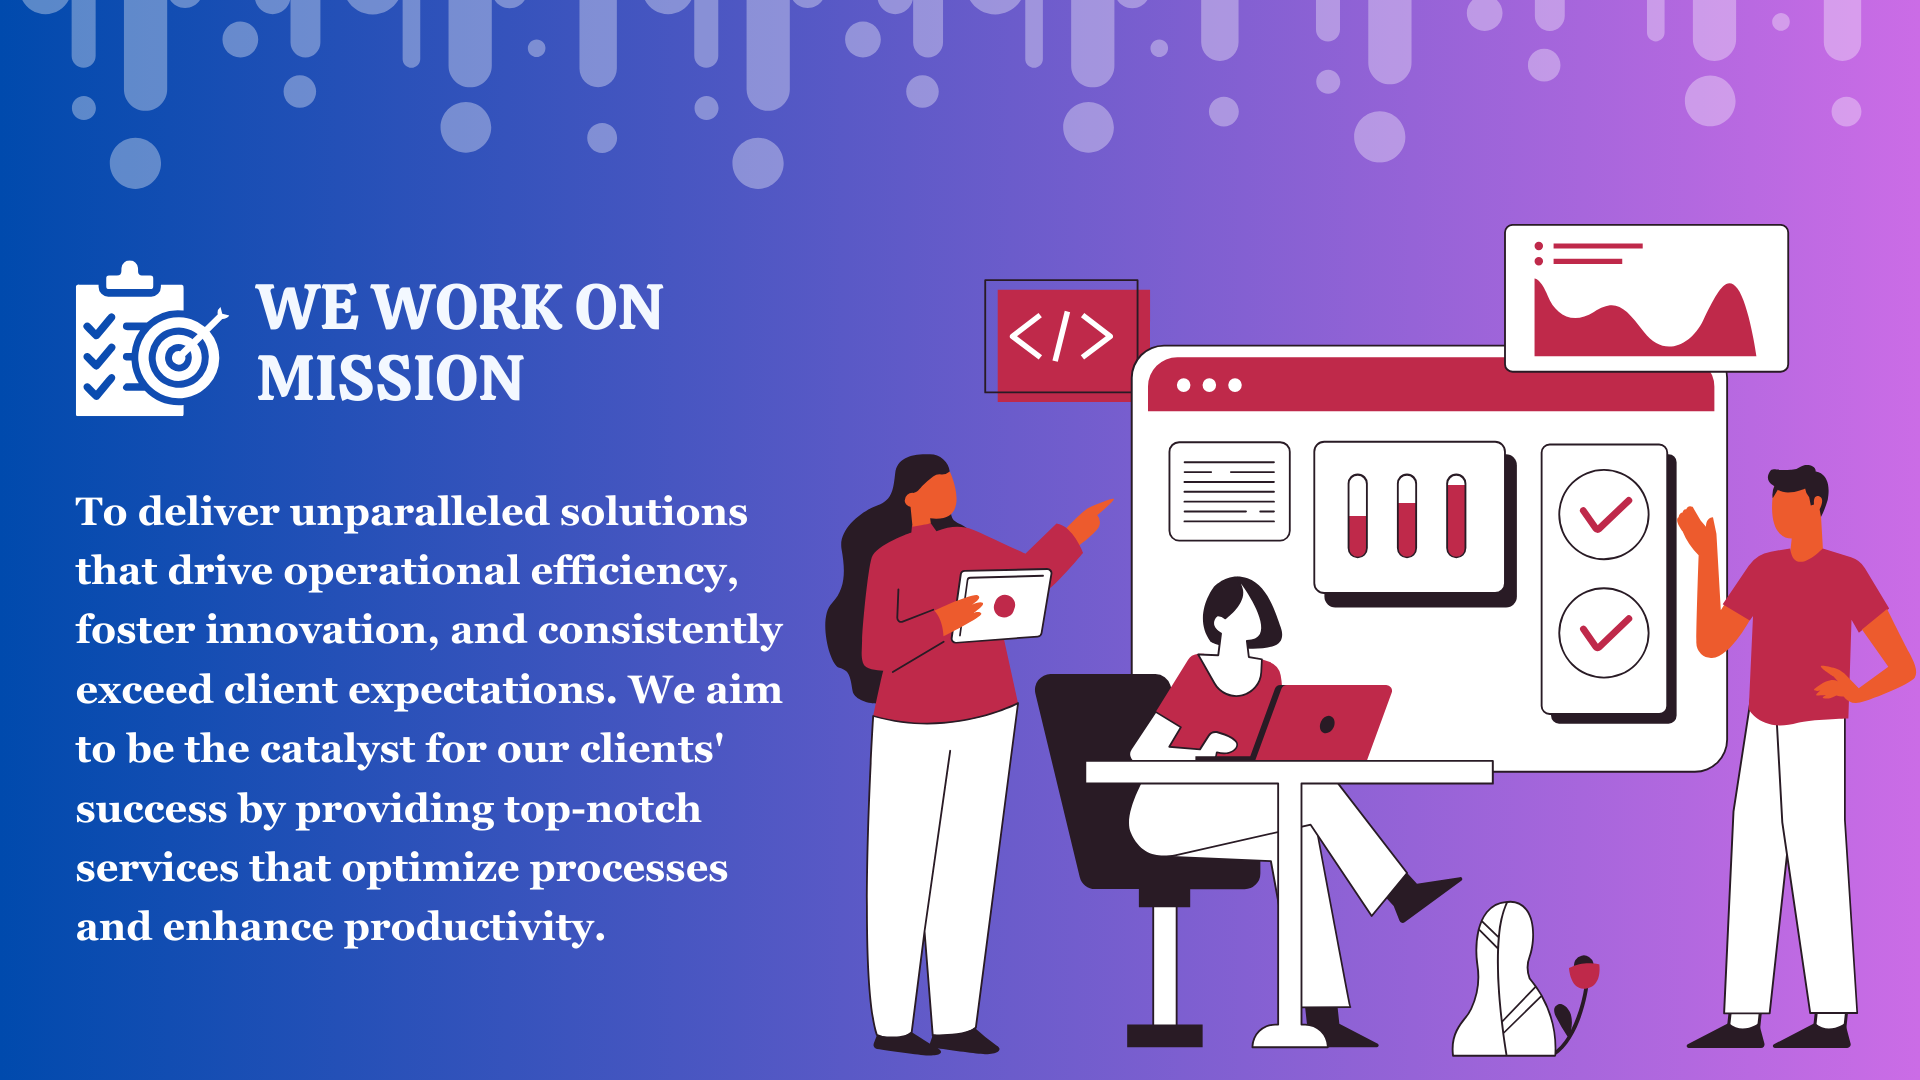 WE WORK ON
MISSION
To deliver unparalleled solutions
that drive operational efficiency,
foster innovation, and consistently
exceed client expectations. We aim
to be the catalyst for our clients'
success by providing top-notch
services that optimize processes
and enhance productivity.
</>